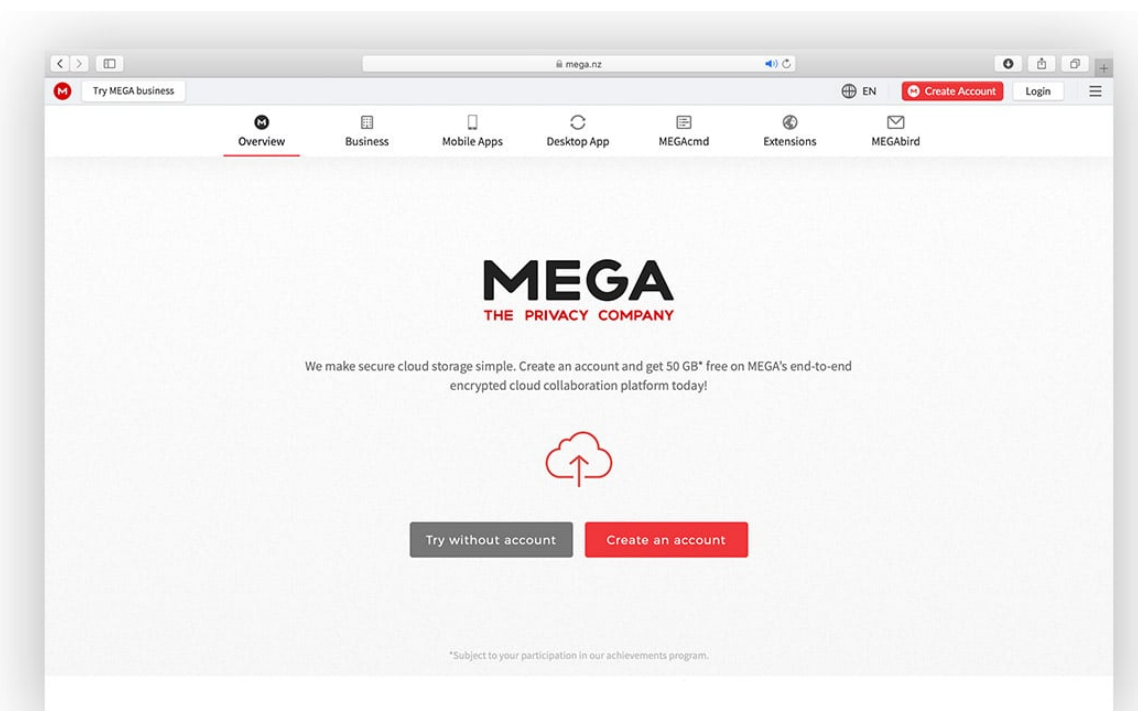 mega.nz
Try MEGA business
EN
Create Account
Login
Overview
Business
Mobile Apps
Desktop App
MEGAcmd
Extensions
MEGAbird
MEGA
THE PRIVACY COMPANY
We make secure cloud storage simple. Create an account and get 50 GB* free on MEGA's end-to-end
encrypted cloud collaboration platform today!
Try without account
Create an account
*Subject to your participation in our achievements program.